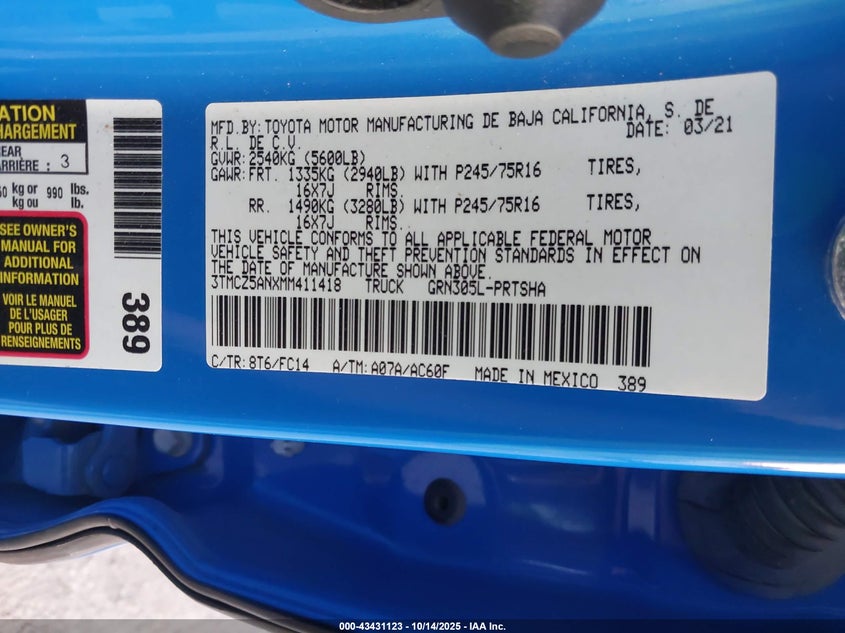 ATION
HARGEMENT
REAR
ARRIÈRE : 3
kg or 990 lbs.
kg ou lb.
SEE OWNER'S
MANUAL FOR
ADDITIONAL
INFORMATION
VOIR LE MANUEL
DE L'USAGER
POUR PLUS DE
RENSEIGNEMENTS
389
MFD.BY:TOYOTA MOTOR MANUFACTURING DE BAJA CALIFORNIA, S. DE
R.L. DE C.V. DATE: 03/21
GVWR:2540KG (5600LB)
GAWR:FRT. 1335KG (2940LB) WITH P245/75R16 TIRES,
16X7J RIMS.
RR. 1490KG (3280LB) WITH P245/75R16 TIRES,
16X7J RIMS.
THIS VEHICLE CONFORMS TO ALL APPLICABLE FEDERAL MOTOR
VEHICLE SAFETY AND THEFT PREVENTION STANDARDS IN EFFECT ON
THE DATE OF MANUFACTURE SHOWN ABOVE.
3TMCZ5ANXMM411418 TRUCK GRN305L-PRTSHA
C/TR:8T6/FC14 A/TM:A07A/AC60F MADE IN MEXICO 389
000-43431123 | 10/14/2025 – IAA Inc.